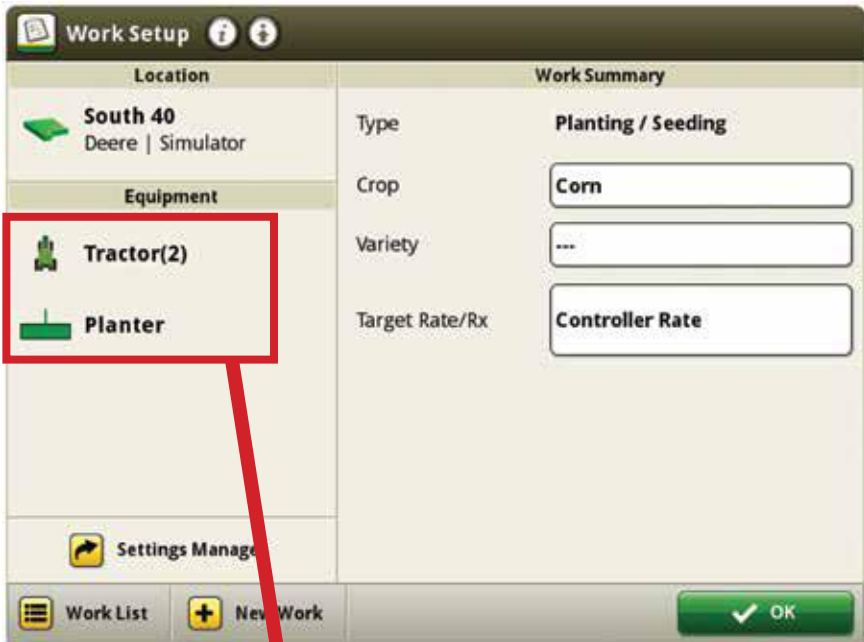 Work Setup
Location
South 40
Deere | Simulator
Equipment
Tractor(2)
Planter
Settings Manage
Work List
New Work
Work Summary
Type
Planting / Seeding
Crop
Corn
Variety
---
Target Rate/Rx
Controller Rate
OK